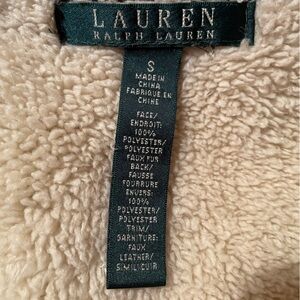 LAUREN
RALPH LAUREN
S
MADE IN
CHINA
FABRIQUE EN
CHINE
FACE/
ENDROIT:
100%
POLYESTER/
POLYESTER
FAUX FUR
BACK/
FAUSSE
FOURRURE
ENVERS:
100%
POLYESTER/
POLYESTER
TRIM/
GARNITURE:
FAUX
LEATHER/
SIMILICUIR